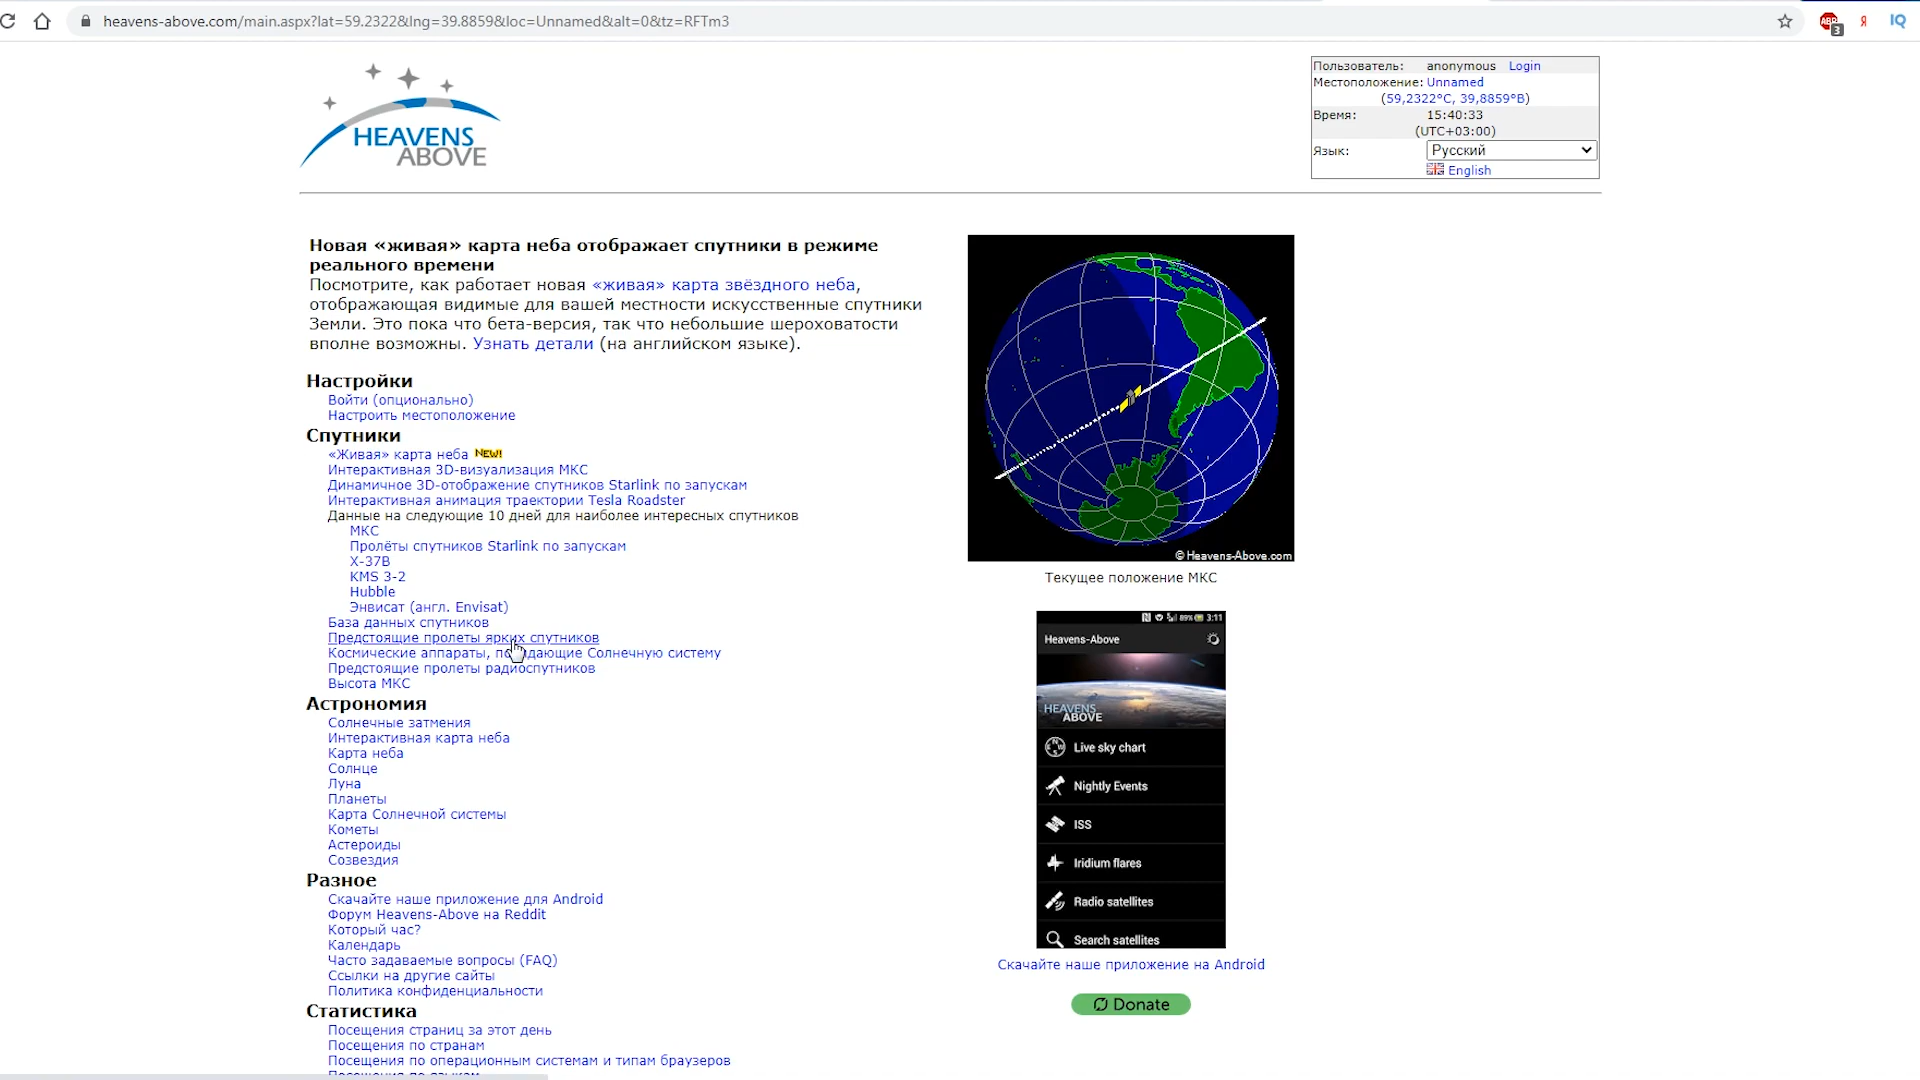 heavens-above.com/main.aspx?lat=59.2322&lng=39.8859&loc=Unnamed&alt=0&tz=RFTm3
ABP
3
Я
IQ
HEAVENS
ABOVE
Пользователь: anonymous Login
Местоположение: Unnamed
(59,2322°С, 39,8859°В)
Время: 15:40:33
(UTC+03:00)
Язык: Русский
English
Новая «живая» карта неба отображает спутники в режиме
реального времени
Посмотрите, как работает новая «живая» карта звёздного неба,
отображающая видимые для вашей местности искусственные спутники
Земли. Это пока что бета-версия, так что небольшие шероховатости
вполне возможны. Узнать детали (на английском языке).
Настройки
Войти (опционально)
Настроить местоположение
Спутники
«Живая» карта неба NEW!
Интерактивная 3D-визуализация МКС
Динамичное 3D-отображение спутников Starlink по запускам
Интерактивная анимация траектории Tesla Roadster
Данные на следующие 10 дней для наиболее интересных спутников
МКС
Пролёты спутников Starlink по запускам
X-37B
KMS 3-2
Hubble
Энвисат (англ. Envisat)
База данных спутников
Предстоящие пролеты ярких спутников
Космические аппараты, Солнечную систему
Предстоящие пролеты радиоспутников
Высота МКС
Астрономия
Солнечные затмения
Интерактивная карта неба
Карта неба
Солнце
Луна
Планеты
Карта Солнечной системы
Кометы
Астероиды
Созвездия
Разное
Скачайте наше приложение для Android
Форум Heavens-Above на Reddit
Который час?
Календарь
Часто задаваемые вопросы (FAQ)
Ссылки на другие сайты
Политика конфиденциальности
Статистика
Посещения страниц за этот день
Посещения по странам
Посещения по операционным системам и типам браузеров
Посещения по языкам
© Heavens-Above.com
Текущее положение МКС
89% 3:11
Heavens-Above
HEAVENS
ABOVE
Live sky chart
Nightly Events
ISS
Iridium flares
Radio satellites
Search satellites
Скачайте наше приложение на Android
Donate